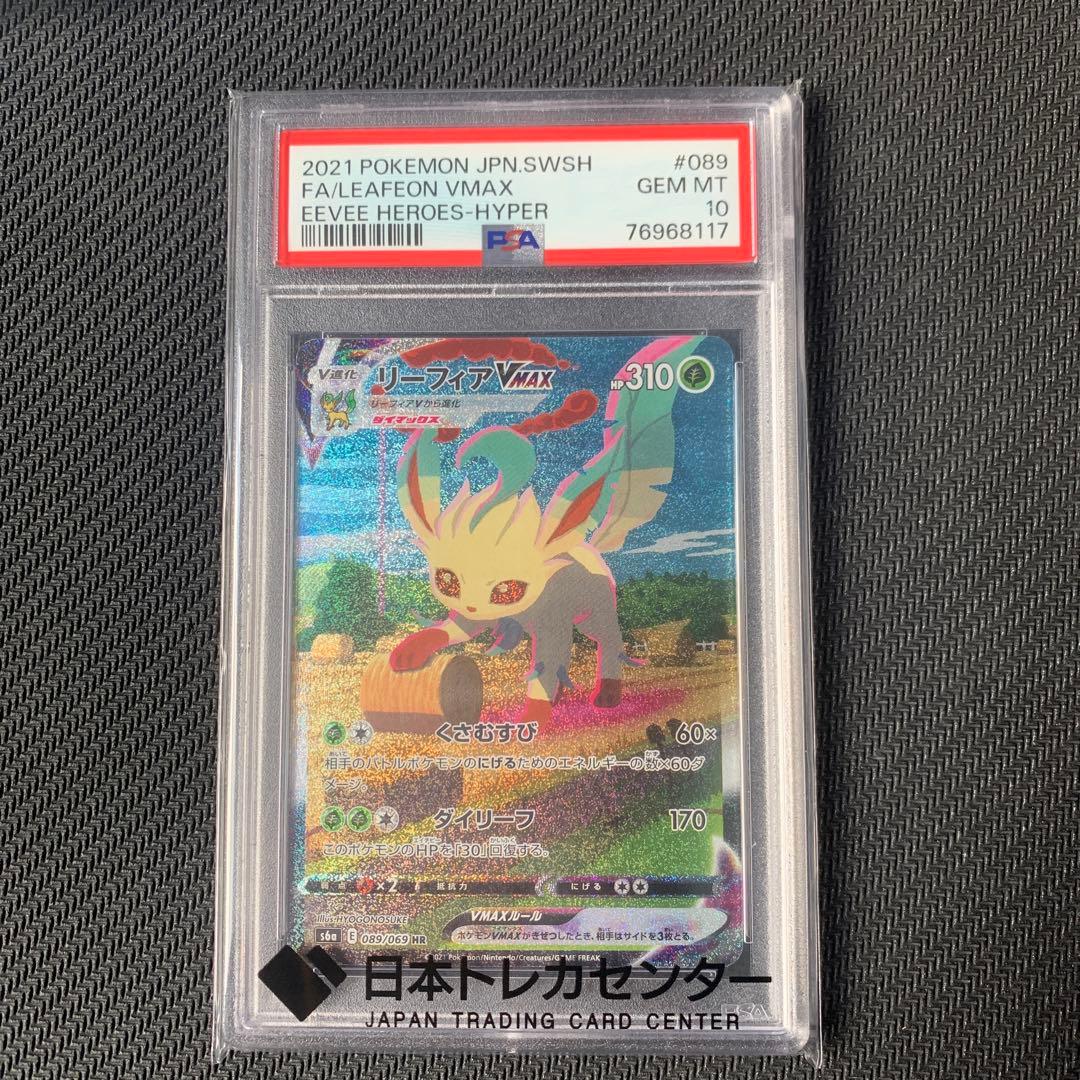 2021 POKEMON JPN.SWSH #089
FA/LEAFEON VMAX GEM MT
EEVEE HEROES-HYPER 10
PSA 76968117
V進化 リーフィアVMAX HP310
リーフィアVから進化
ダイマックス
くさむすび 60×
相手のバトルポケモンのにげるためのエネルギーの数×60ダ
メージ。
ダイリーフ 170
このポケモンのHPを「30」回復する。
弱点 ×2 抵抗力 にげる
Illus. HYOGONOSUKE
VMAXルール
s6a E 089/069 HR
ポケモンVMAXがきぜつしたとき、相手はサイドを3枚とる。
2021 Pokémon/Nintendo/Creatures/GAME FREAK
日本トレカセンター
JAPAN TRADING CARD CENTER
PSA